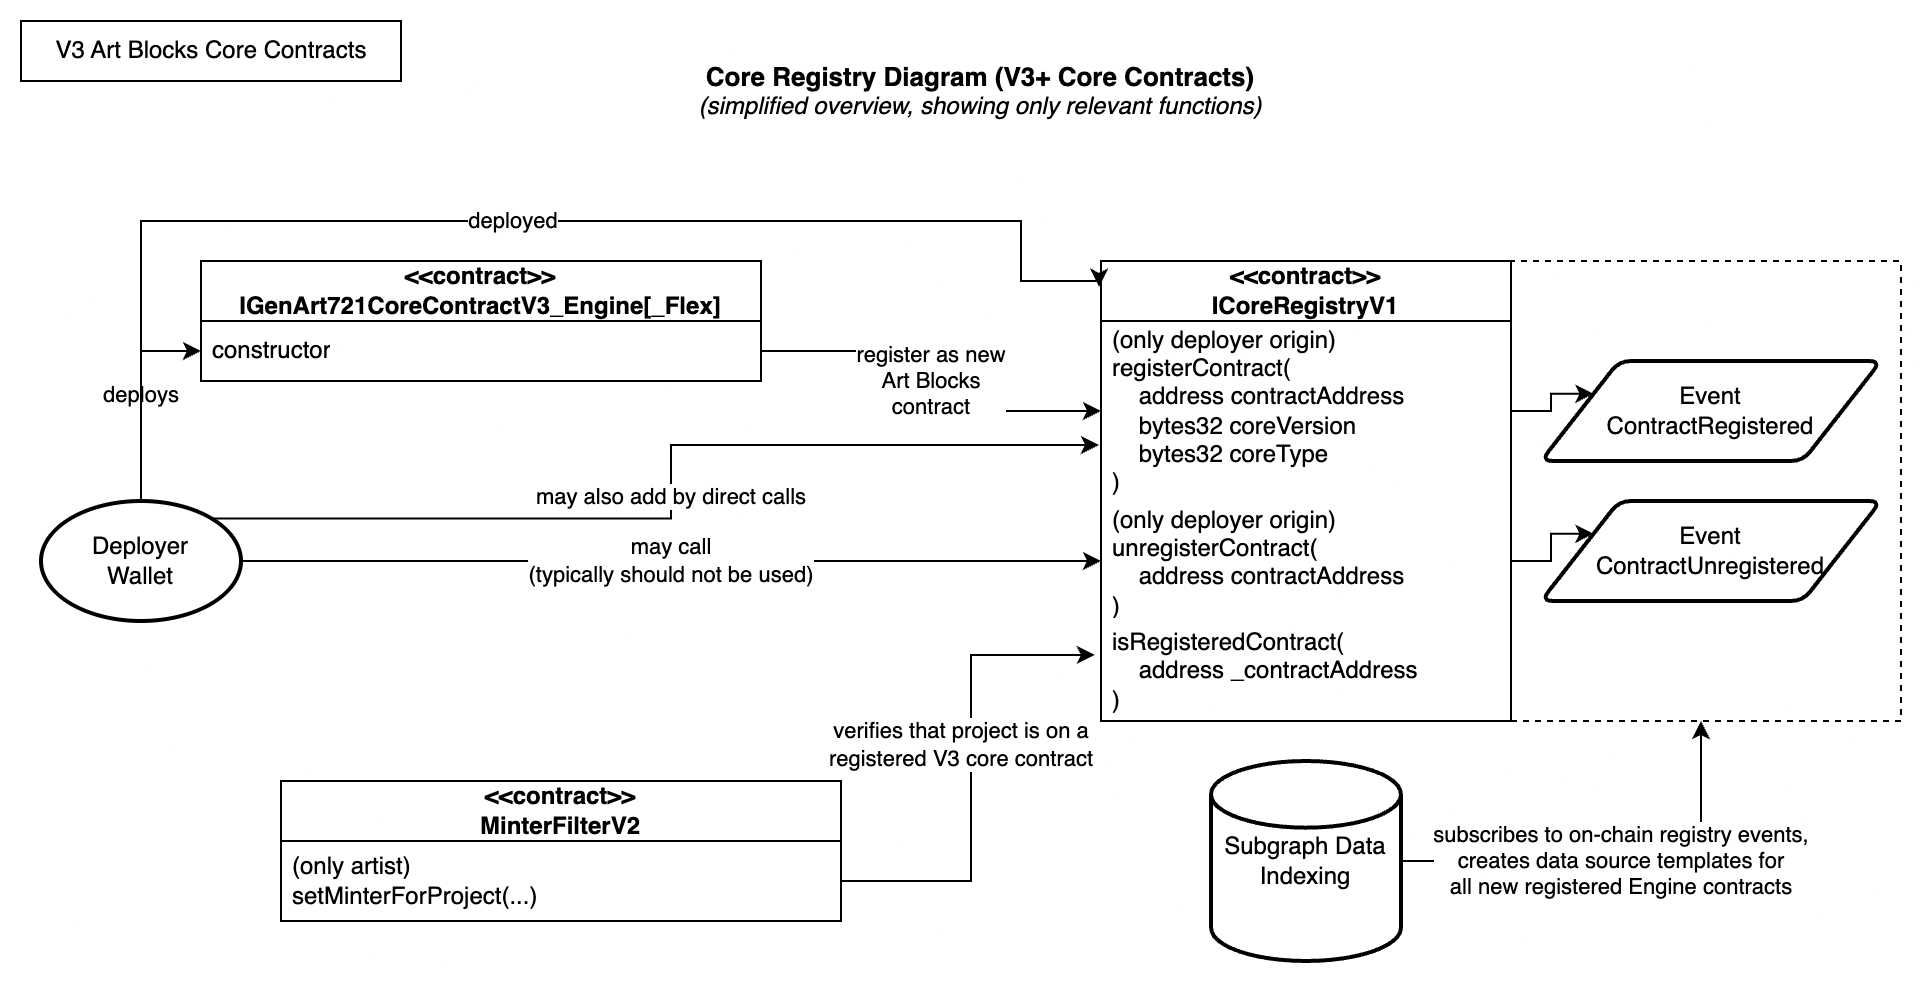 V3 Art Blocks Core Contracts
Core Registry Diagram (V3+ Core Contracts)
(simplified overview, showing only relevant functions)
deployed
<<contract>>
IGenArt721CoreContractV3_Engine[_Flex]
constructor
deploys
register as new
Art Blocks
contract
may also add by direct calls
Deployer
Wallet
may call
(typically should not be used)
<<contract>>
ICoreRegistryV1
(only deployer origin)
registerContract(
address contractAddress
bytes32 coreVersion
bytes32 coreType
)
(only deployer origin)
unregisterContract(
address contractAddress
)
isRegisteredContract(
address _contractAddress
)
Event
ContractRegistered
Event
ContractUnregistered
verifies that project is on a
registered V3 core contract
<<contract>>
MinterFilterV2
(only artist)
setMinterForProject(...)
Subgraph Data
Indexing
subscribes to on-chain registry events,
creates data source templates for
all new registered Engine contracts